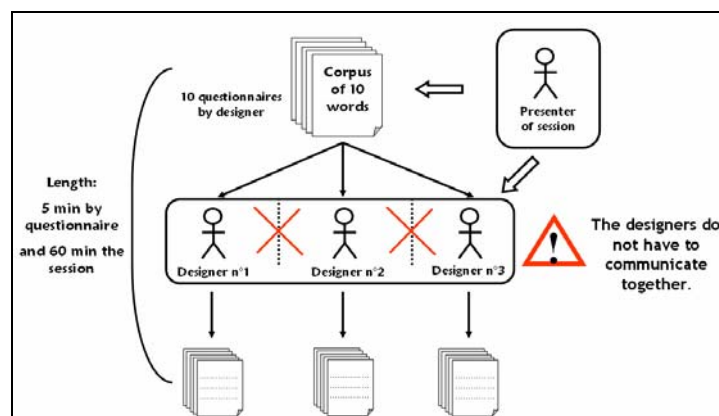 Corpus
of 10
words
10 questionnaires
by designer
Presenter
of session
Length:
5 min by
questionnaire
and 60 min the
session
Designer n°1
Designer n°2
Designer n°3
!
The designers do
not have to
communicate
together.